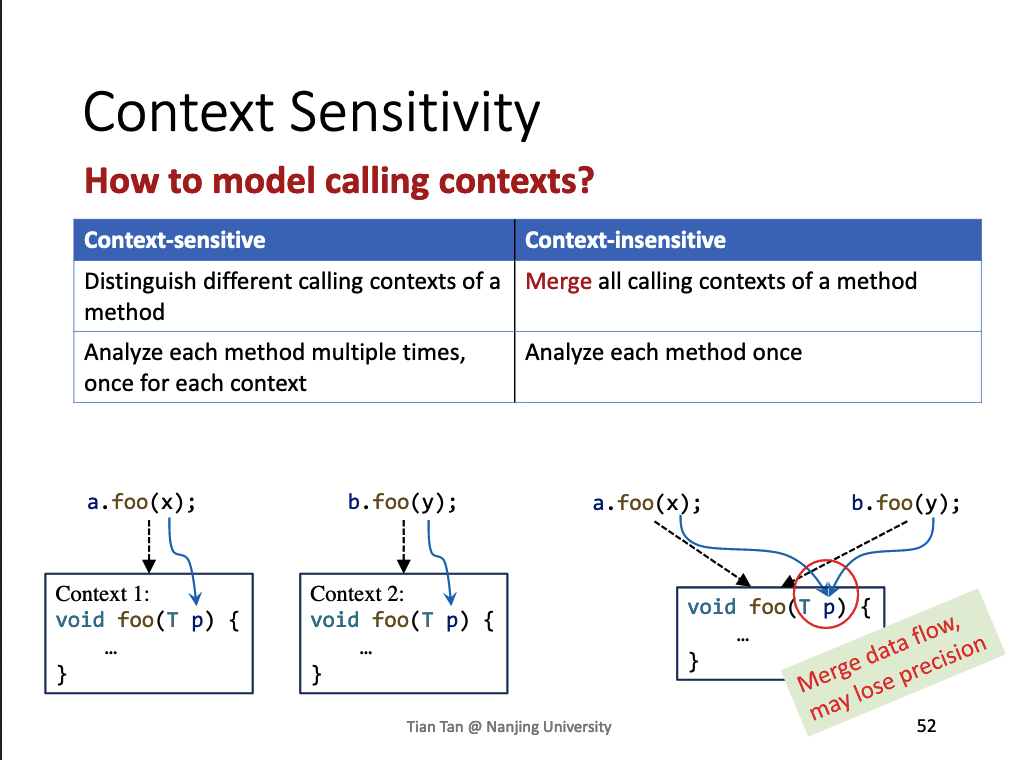 Context Sensitivity
How to model calling contexts?
Context-sensitive
Context-insensitive
Distinguish different calling contexts of a
method
Merge all calling contexts of a method
Analyze each method multiple times,
once for each context
Analyze each method once
a.foo(x);
b.foo(y);
a.foo(x);
b.foo(y);
Context 1:
void foo(T p) {
…
}
Context 2:
void foo(T p) {
…
}
void foo(T p) {
…
}
Merge data flow,
may lose precision
Tian Tan @ Nanjing University
52